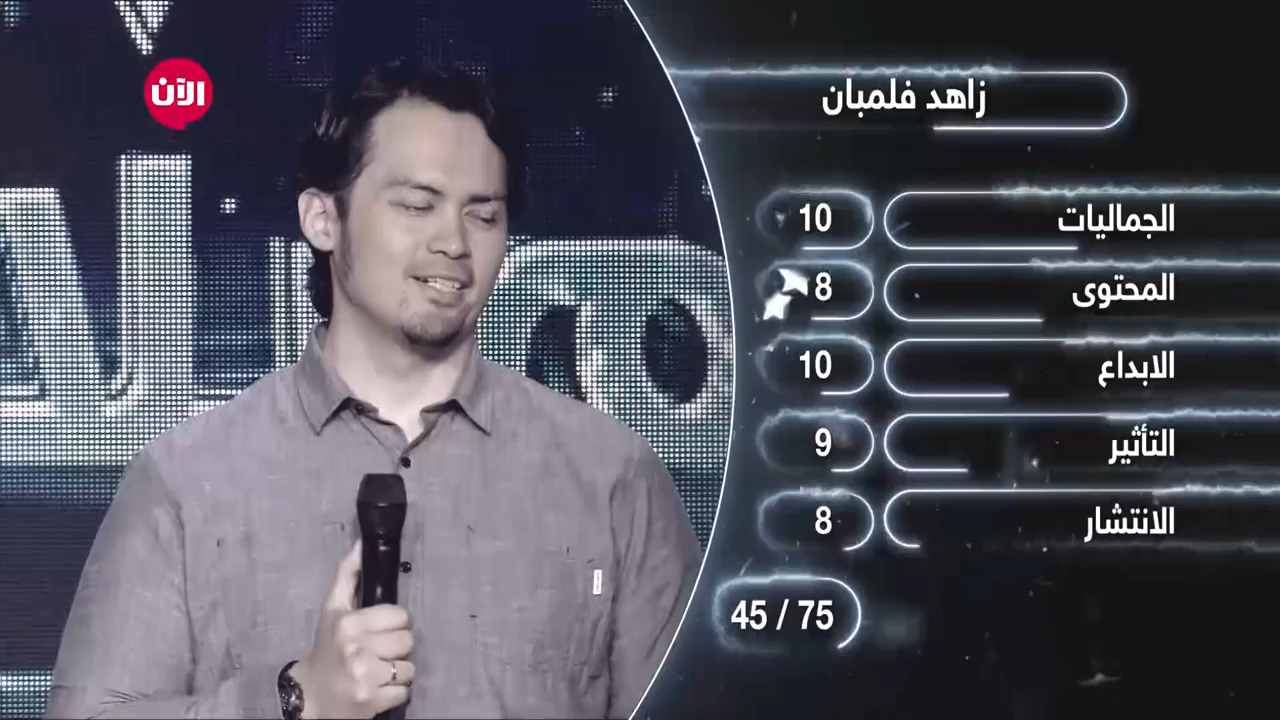 الآن
زاهد فلمبان
الجماليات 10
المحتوى 8
الابداع 10
التأثير 9
الانتشار 8
45 / 75